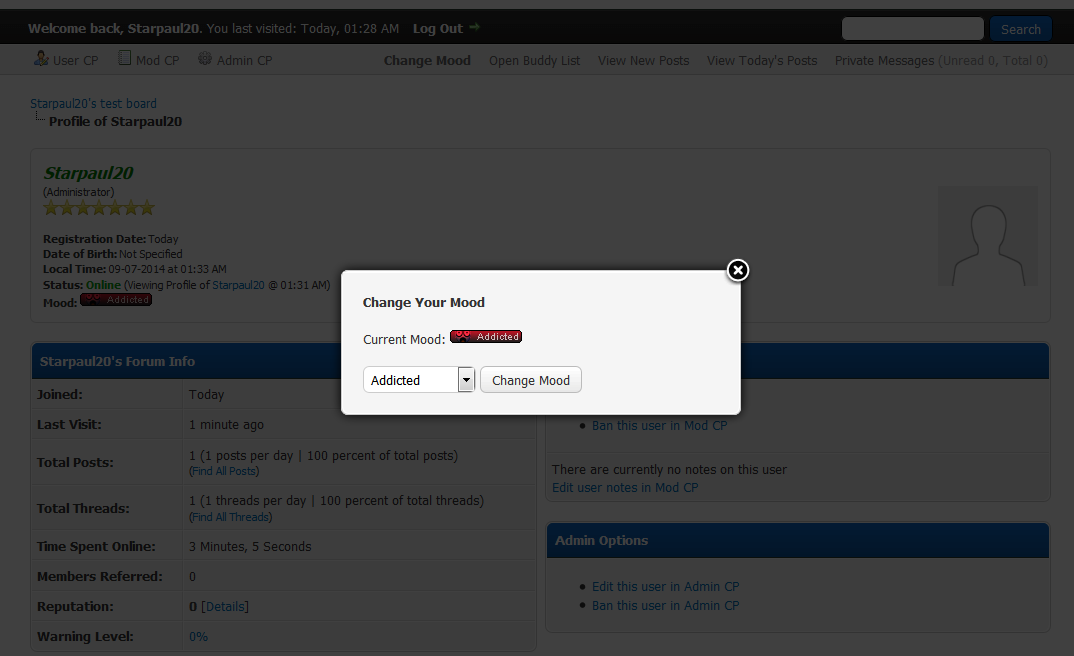 Welcome back, Starpaul20. You last visited: Today, 01:28 AM Log Out
Search
User CP Mod CP Admin CP
Change Mood Open Buddy List View New Posts View Today's Posts Private Messages (Unread 0, Total 0)
Starpaul20's test board
Profile of Starpaul20
Starpaul20
(Administrator)
Registration Date: Today
Date of Birth: Not Specified
Local Time: 09-07-2014 at 01:33 AM
Status: Online (Viewing Profile of Starpaul20 @ 01:31 AM)
Mood: Addicted
Change Your Mood
Current Mood: Addicted
Addicted Change Mood
Starpaul20's Forum Info
Joined: Today
Last Visit: 1 minute ago
Total Posts: 1 (1 posts per day | 100 percent of total posts)
(Find All Posts)
Total Threads: 1 (1 threads per day | 100 percent of total threads)
(Find All Threads)
Time Spent Online: 3 Minutes, 5 Seconds
Members Referred: 0
Reputation: 0 [Details]
Warning Level: 0%
Ban this user in Mod CP
There are currently no notes on this user
Edit user notes in Mod CP
Admin Options
Edit this user in Admin CP
Ban this user in Admin CP